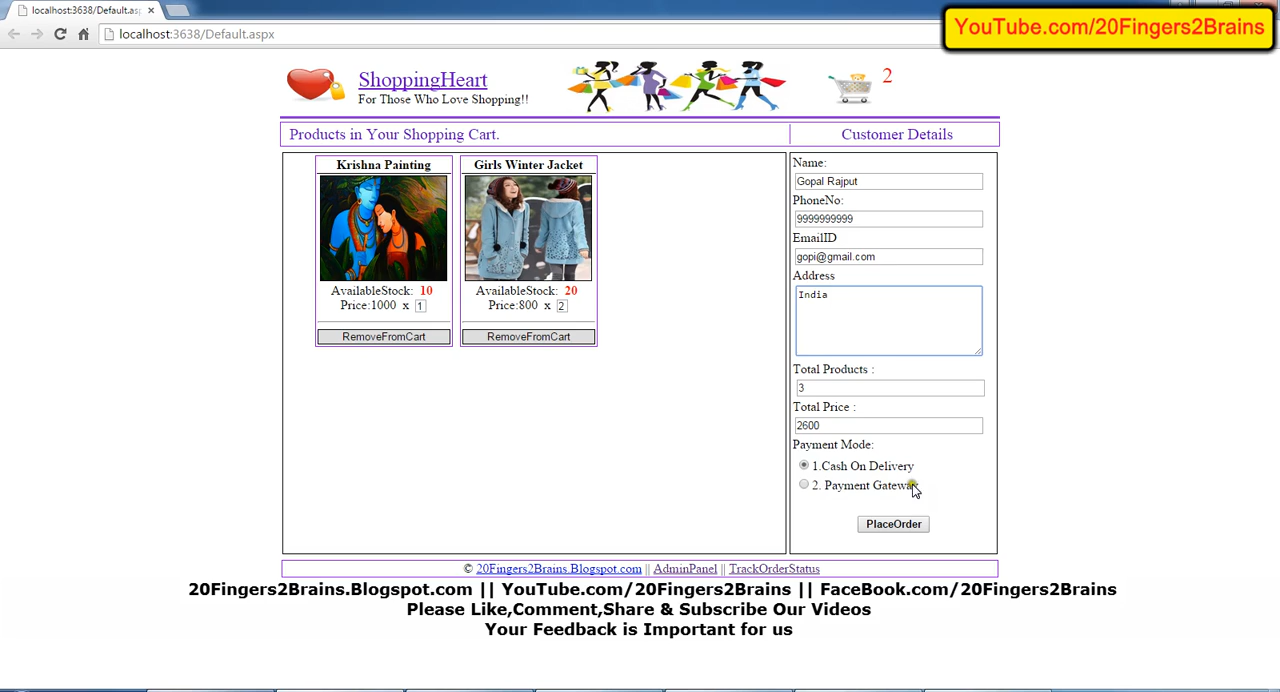 localhost:3638/Default.asp
localhost:3638/Default.aspx
YouTube.com/20Fingers2Brains
ShoppingHeart
For Those Who Love Shopping!!
2
Products in Your Shopping Cart.
Customer Details
Krishna Painting
AvailableStock: 10
Price:1000 x 1
RemoveFromCart
Girls Winter Jacket
AvailableStock: 20
Price:800 x 2
RemoveFromCart
Name:
Gopal Rajput
PhoneNo:
9999999999
EmailID
gopi@gmail.com
Address
India
Total Products :
3
Total Price :
2600
Payment Mode:
1.Cash On Delivery
2. Payment Gateway
PlaceOrder
© 20Fingers2Brains.Blogspot.com || AdminPanel || TrackOrderStatus
20Fingers2Brains.Blogspot.com || YouTube.com/20Fingers2Brains || FaceBook.com/20Fingers2Brains
Please Like,Comment,Share & Subscribe Our Videos
Your Feedback is Important for us